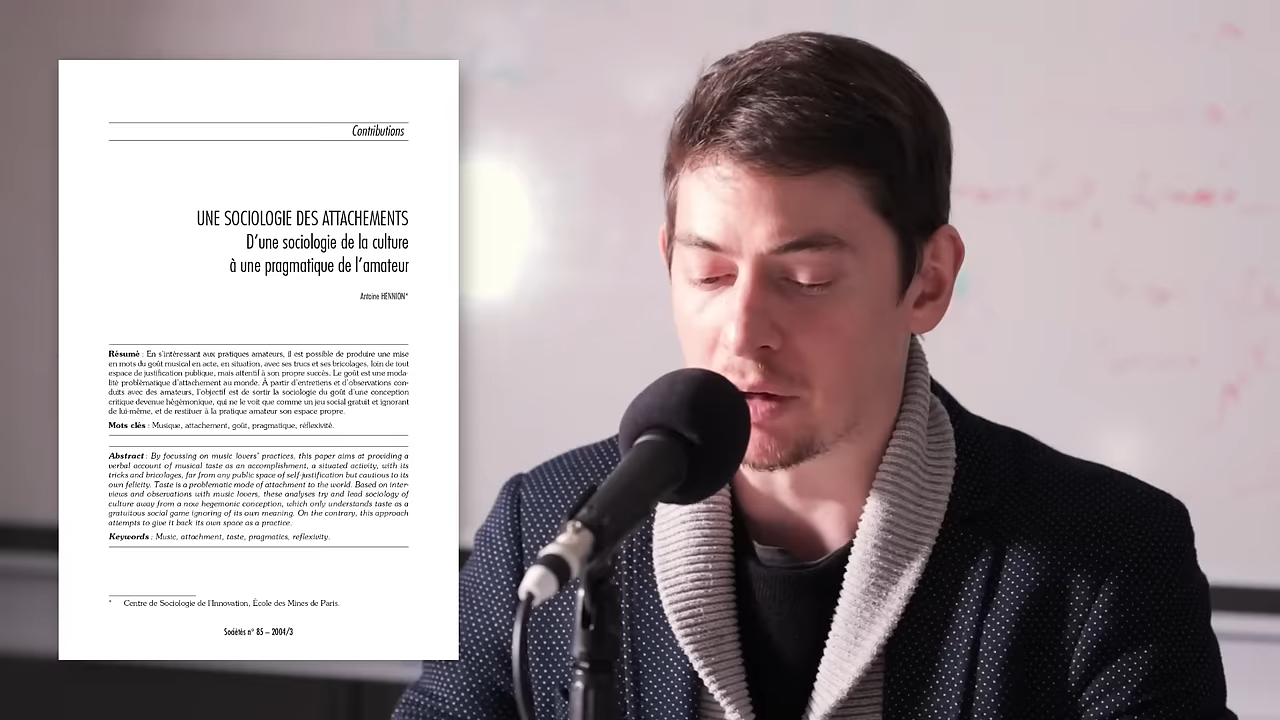 Contributions
UNE SOCIOLOGIE DES ATTACHEMENTS
D'une sociologie de la culture
à une pragmatique de l'amateur
Antoine HENNION*
Résumé : En s'intéressant aux pratiques amateurs, il est possible de produire une mise
en mots du goût musical en acte, en situation, avec ses trucs et ses bricolages, loin de tout
espace de justification publique, mais attentif à son propre succès. Le goût est une moda-
lité problématique d'attachement au monde. À partir d'entretiens et d'observations con-
duits avec des amateurs, l'objectif est de sortir la sociologie du goût d'une conception
critique devenue hégémonique, qui ne le voit que comme un jeu social gratuit et ignorant
de lui-même, et de restituer à la pratique amateur son espace propre.
Mots clés : Musique, attachement, goût, pragmatique, réflexivité.
Abstract : By focussing on music lovers' practices, this paper aims at providing a
verbal account of musical taste as an accomplishment, a situated activity, with its
tricks and bricolages, far from any public space of self-justification but cautious to its
own felicity. Taste is a problematic mode of attachment to the world. Based on inter-
views and observations with music lovers, these analyses try and lead sociology of
culture away from a now hegemonic conception, which only understands taste as a
gratuitous social game ignoring of its own meaning. On the contrary, this approach
attempts to give it back its own space as a practice.
Keywords : Music, attachment, taste, pragmatics, reflexivity.
* Centre de Sociologie de l'Innovation, École des Mines de Paris.
Sociétés n° 85 – 2004/3